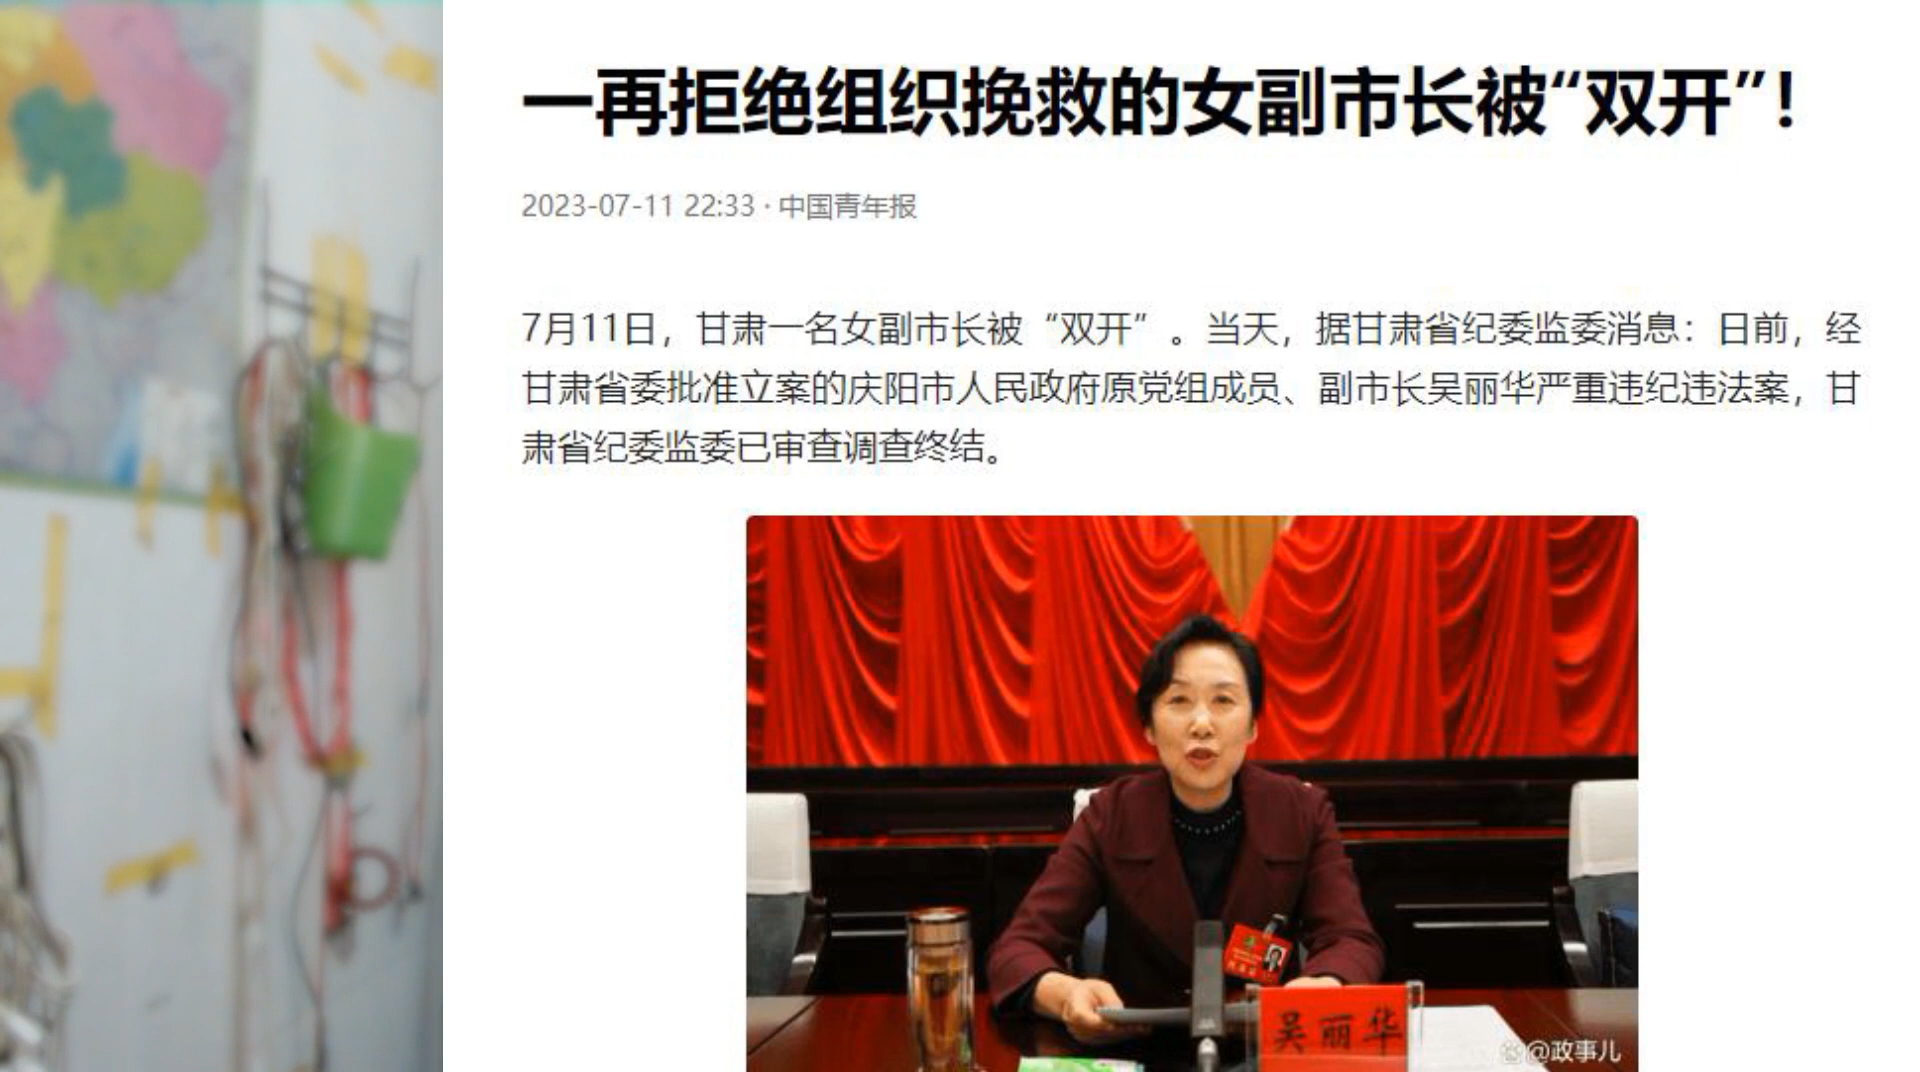 一再拒绝组织挽救的女副市长被“双开”！
2023-07-11 22:33 · 中国青年报
7月11日，甘肃一名女副市长被“双开”。当天，据甘肃省纪委监委消息：日前，经
甘肃省委批准立案的庆阳市人民政府原党组成员、副市长吴丽华严重违纪违法案，甘
肃省纪委监委已审查调查终结。
吴丽华
@政事儿